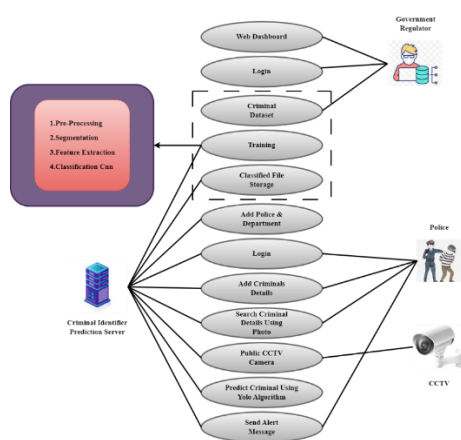 Government
Regulator
Web Dashboard
Login
Criminal
Dataset
Training
Classified File
Storage
1.Pre-Processing
2.Segmentation
3.Feature Extraction
4.Classification Cnn
Add Police &
Department
Login
Police
Add Criminals
Details
Search Criminal
Details Using
Photo
Criminal Identifier
Prediction Server
Public CCTV
Camera
CCTV
Predict Criminal Using
Yolo Algorithm
Send Alert
Message